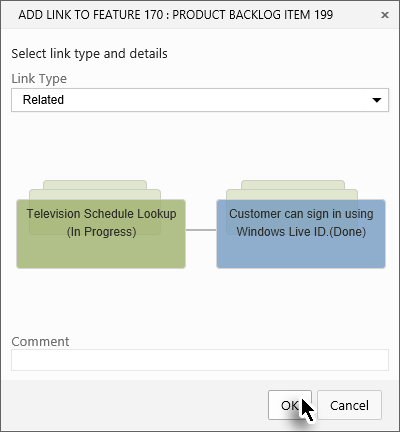 ADD LINK TO FEATURE 170 : PRODUCT BACKLOG ITEM 199
Select link type and details
Link Type
Related
Television Schedule Lookup
(In Progress)
Customer can sign in using
Windows Live ID.(Done)
Comment
OK
Cancel